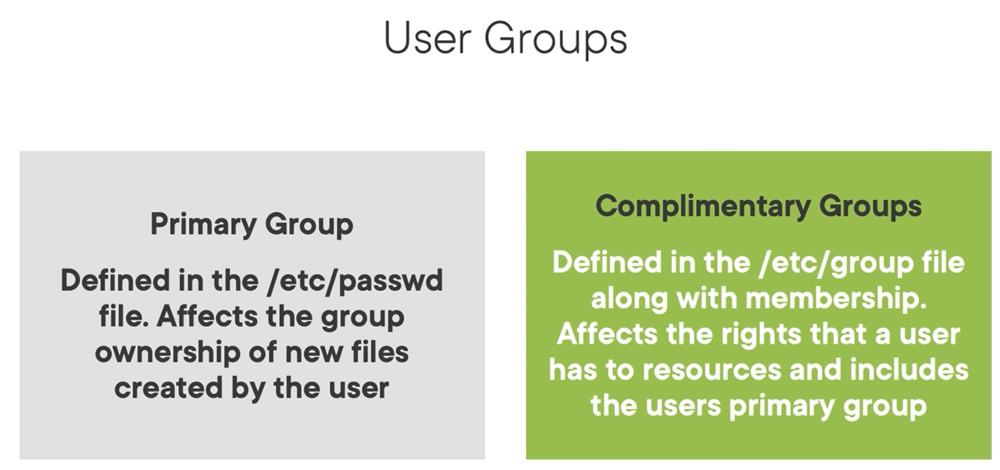 User Groups
Primary Group
Defined in the /etc/passwd
file. Affects the group
ownership of new files
created by the user
Complimentary Groups
Defined in the /etc/group file
along with membership.
Affects the rights that a user
has to resources and includes
the users primary group